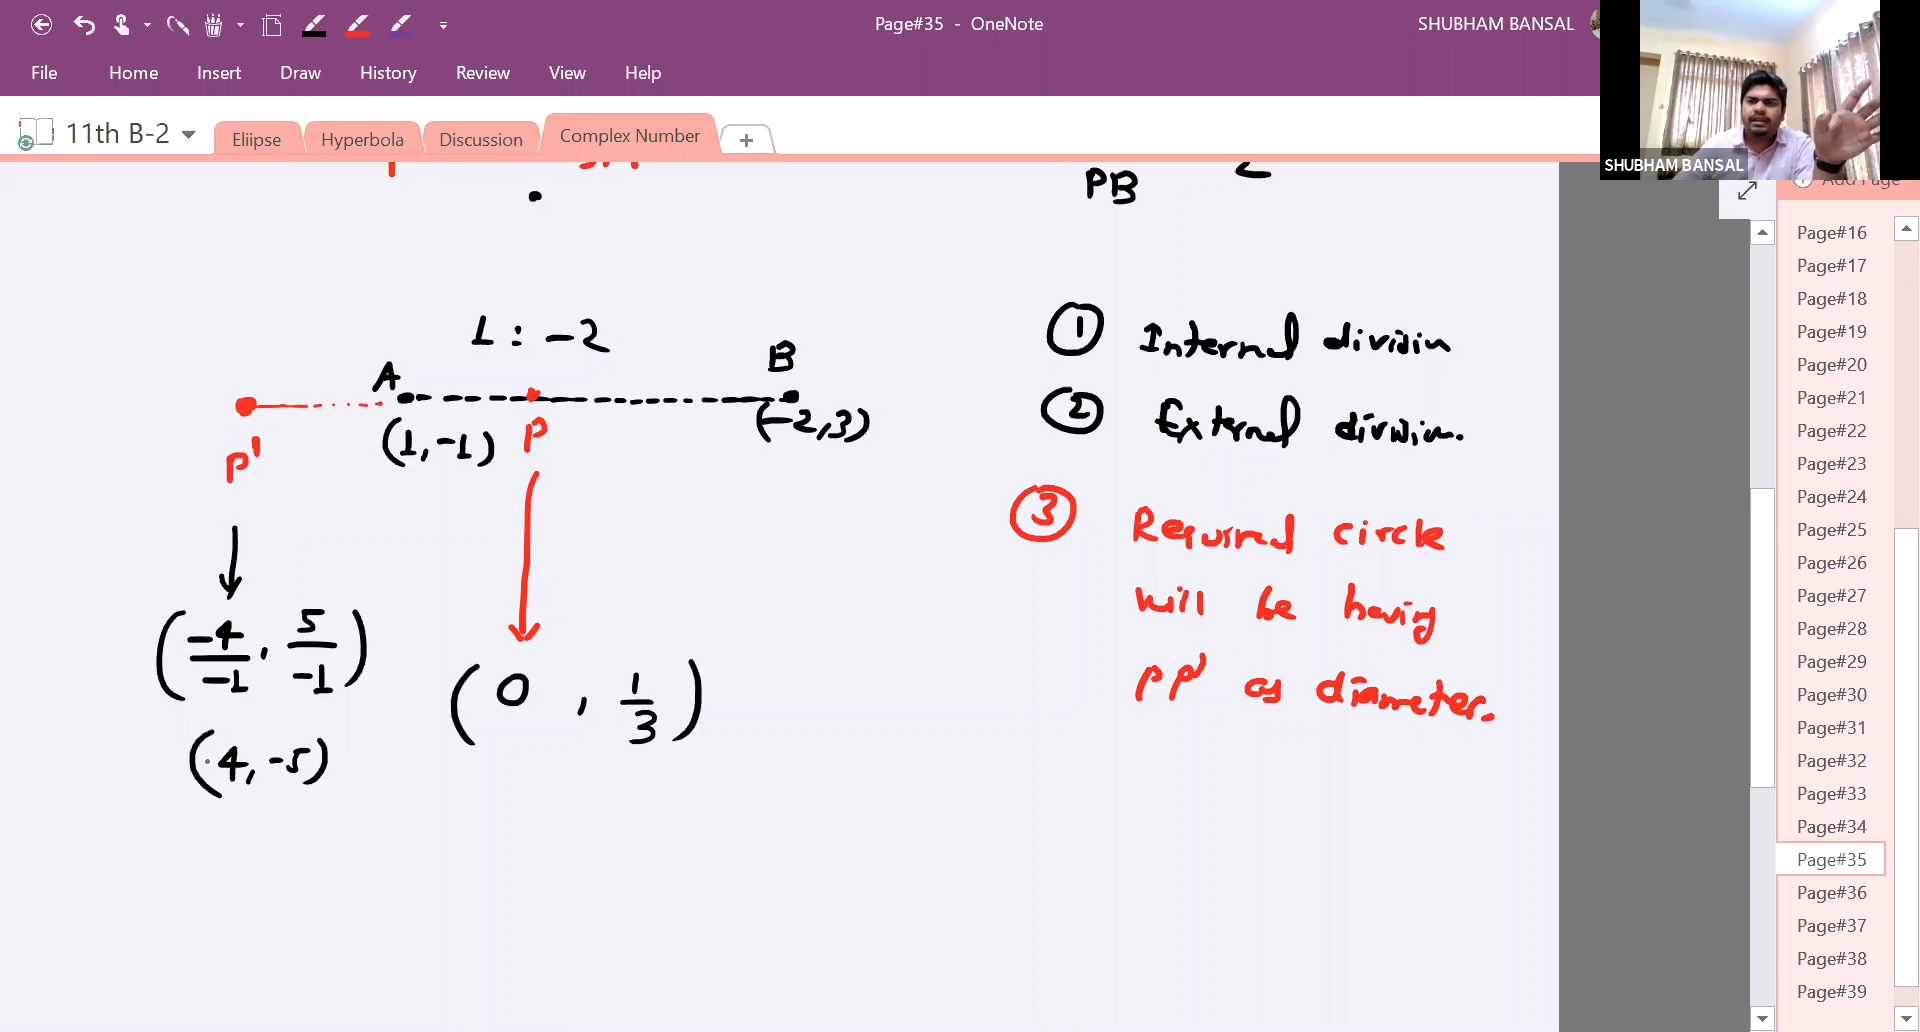 Page#35 - OneNote
SHUBHAM BANSAL
File Home Insert Draw History Review View Help
SHUBHAM BANSAL
11th B-2
Eliipse
Hyperbola
Discussion
Complex Number
+
Add Page
PB
2
1 : -2
A
B
(1, -1)
P
(-2,3)
P'
(-4/-1, 5/-1)
(4, -5)
(0, 1/3)
① Internal divisin
② External division.
③ Required circle
will be having
PP' as diameter.
Page#16
Page#17
Page#18
Page#19
Page#20
Page#21
Page#22
Page#23
Page#24
Page#25
Page#26
Page#27
Page#28
Page#29
Page#30
Page#31
Page#32
Page#33
Page#34
Page#35
Page#36
Page#37
Page#38
Page#39